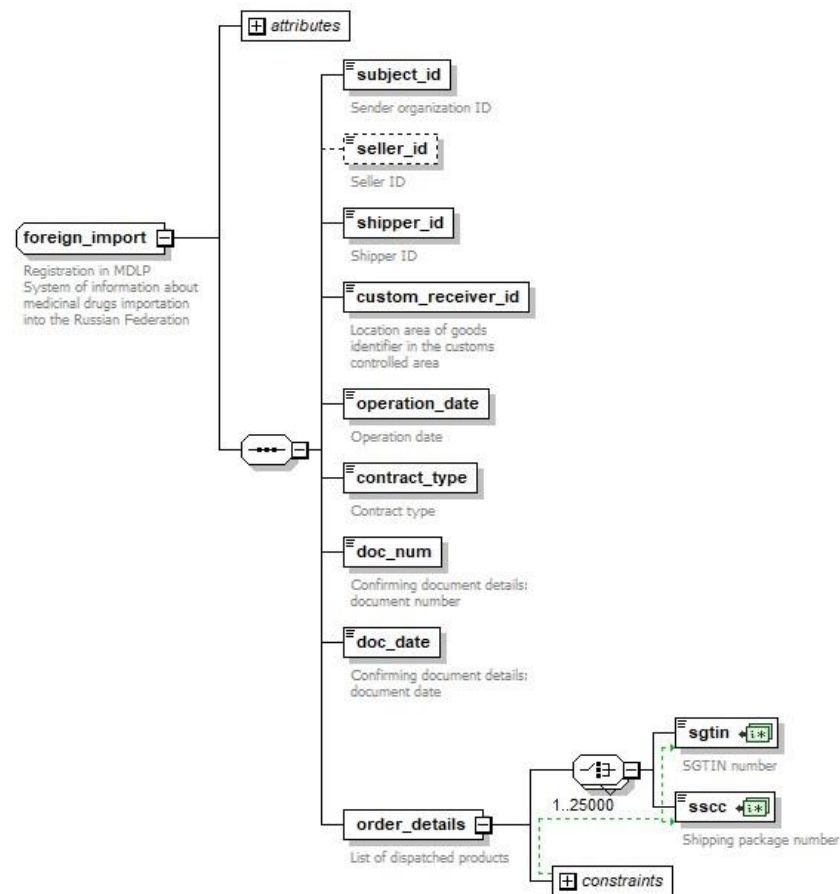 attributes
subject_id
Sender organization ID
seller_id
Seller ID
shipper_id
Shipper ID
foreign_import
Registration in MDLP
System of information about
medicinal drugs importation
into the Russian Federation
custom_receiver_id
Location area of goods
identifier in the customs
controlled area
operation_date
Operation date
contract_type
Contract type
doc_num
Confirming document details:
document number
doc_date
Confirming document details:
document date
order_details
List of dispatched products
1..25000
sgtin i*
SGTIN number
sscc i*
Shipping package number
constraints